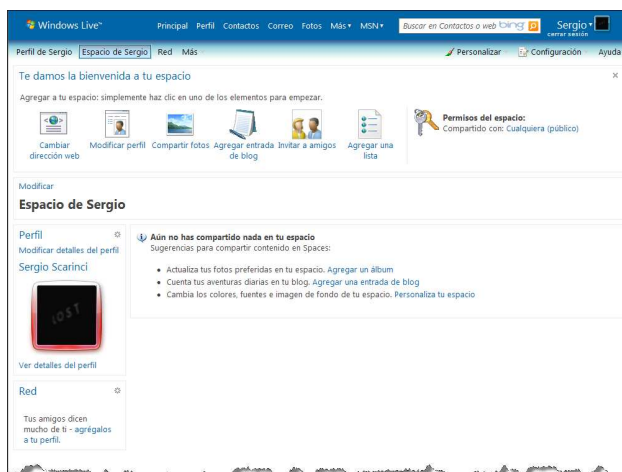 Windows Live™ Principal Perfil Contactos Correo Fotos Más▾ MSN▾ Buscar en Contactos o web bing Sergio▾
cerrar sesión
Perfil de Sergio Espacio de Sergio Red Más Personalizar Configuración Ayuda
Te damos la bienvenida a tu espacio ×
Agregar a tu espacio: simplemente haz clic en uno de los elementos para empezar.
Cambiar dirección web
Modificar perfil
Compartir fotos
Agregar entrada de blog
Invitar a amigos
Agregar una lista
Permisos del espacio:
Compartido con: Cualquiera (público)
Modificar
Espacio de Sergio
Perfil
Modificar detalles del perfil
Sergio Scarinci
LOST
Ver detalles del perfil
Red
Tus amigos dicen
mucho de ti - agrégalos
a tu perfil.
Aún no has compartido nada en tu espacio
Sugerencias para compartir contenido en Spaces:
• Actualiza tus fotos preferidas en tu espacio. Agregar un álbum
• Cuenta tus aventuras diarias en tu blog. Agregar una entrada de blog
• Cambia los colores, fuentes e imagen de fondo de tu espacio. Personaliza tu espacio